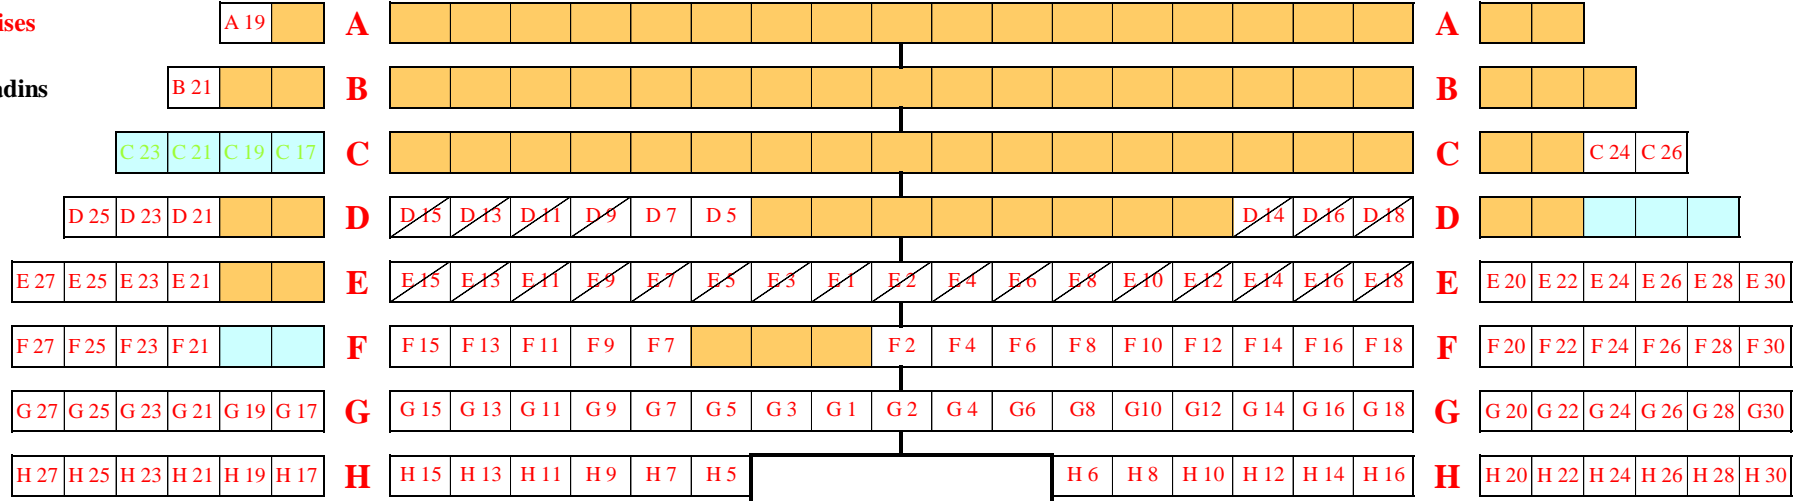 ises A 19 A A
adins B 21 B B
C 23 C 21 C 19 C 17 C C C 24 C 26
D 25 D 23 D 21 D D 15 D 13 D 11 D 9 D 7 D 5 D 14 D 16 D 18 D
E 27 E 25 E 23 E 21 E E 15 E 13 E 11 E 9 E 7 E 5 E 3 E 1 E 2 E 4 E 6 E 8 E 10 E 12 E 14 E 16 E 18 E E 20 E 22 E 24 E 26 E 28 E 30
F 27 F 25 F 23 F 21 F F 15 F 13 F 11 F 9 F 7 F 2 F 4 F 6 F 8 F 10 F 12 F 14 F 16 F 18 F F 20 F 22 F 24 F 26 F 28 F 30
G 27 G 25 G 23 G 21 G 19 G 17 G G 15 G 13 G 11 G 9 G 7 G 5 G 3 G 1 G 2 G 4 G6 G8 G10 G12 G 14 G 16 G 18 G G 20 G 22 G 24 G 26 G 28 G30
H 27 H 25 H 23 H 21 H 19 H 17 H H 15 H 13 H 11 H 9 H 7 H 5 H 6 H 8 H 10 H 12 H 14 H 16 H H 20 H 22 H 24 H 26 H 28 H 30